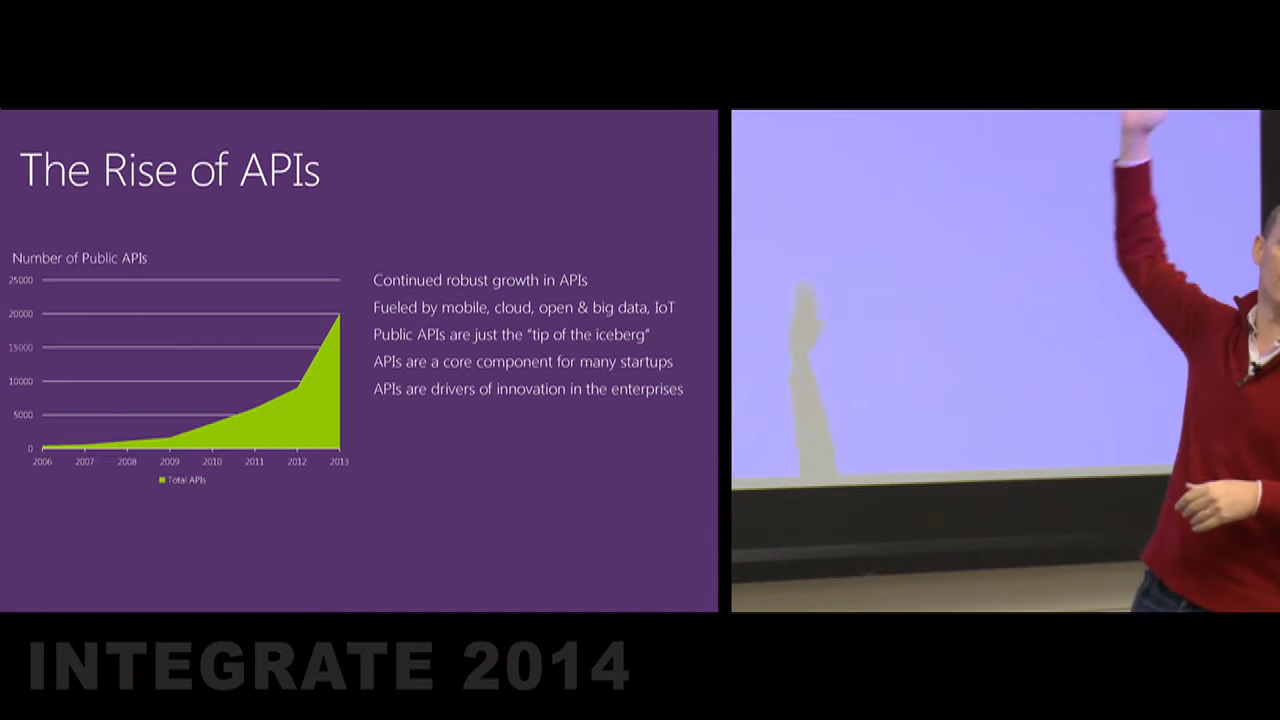 The Rise of APIs
Number of Public APIs
25000
20000
15000
10000
5000
0
2006 2007 2008 2009 2010 2011 2012 2013
Total APIs
Continued robust growth in APIs
Fueled by mobile, cloud, open & big data, IoT
Public APIs are just the "tip of the iceberg"
APIs are a core component for many startups
APIs are drivers of innovation in the enterprises
INTEGRATE 2014